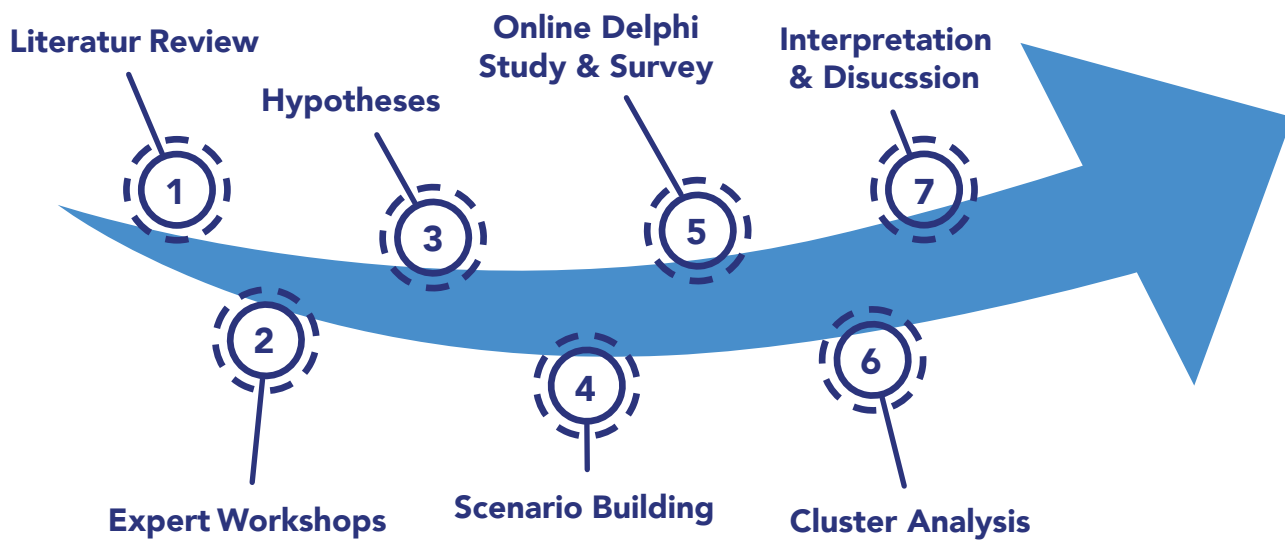 Literatur Review
1
Expert Workshops
2
Hypotheses
3
Scenario Building
4
Online Delphi
Study & Survey
5
Cluster Analysis
6
Interpretation
& Disucssion
7